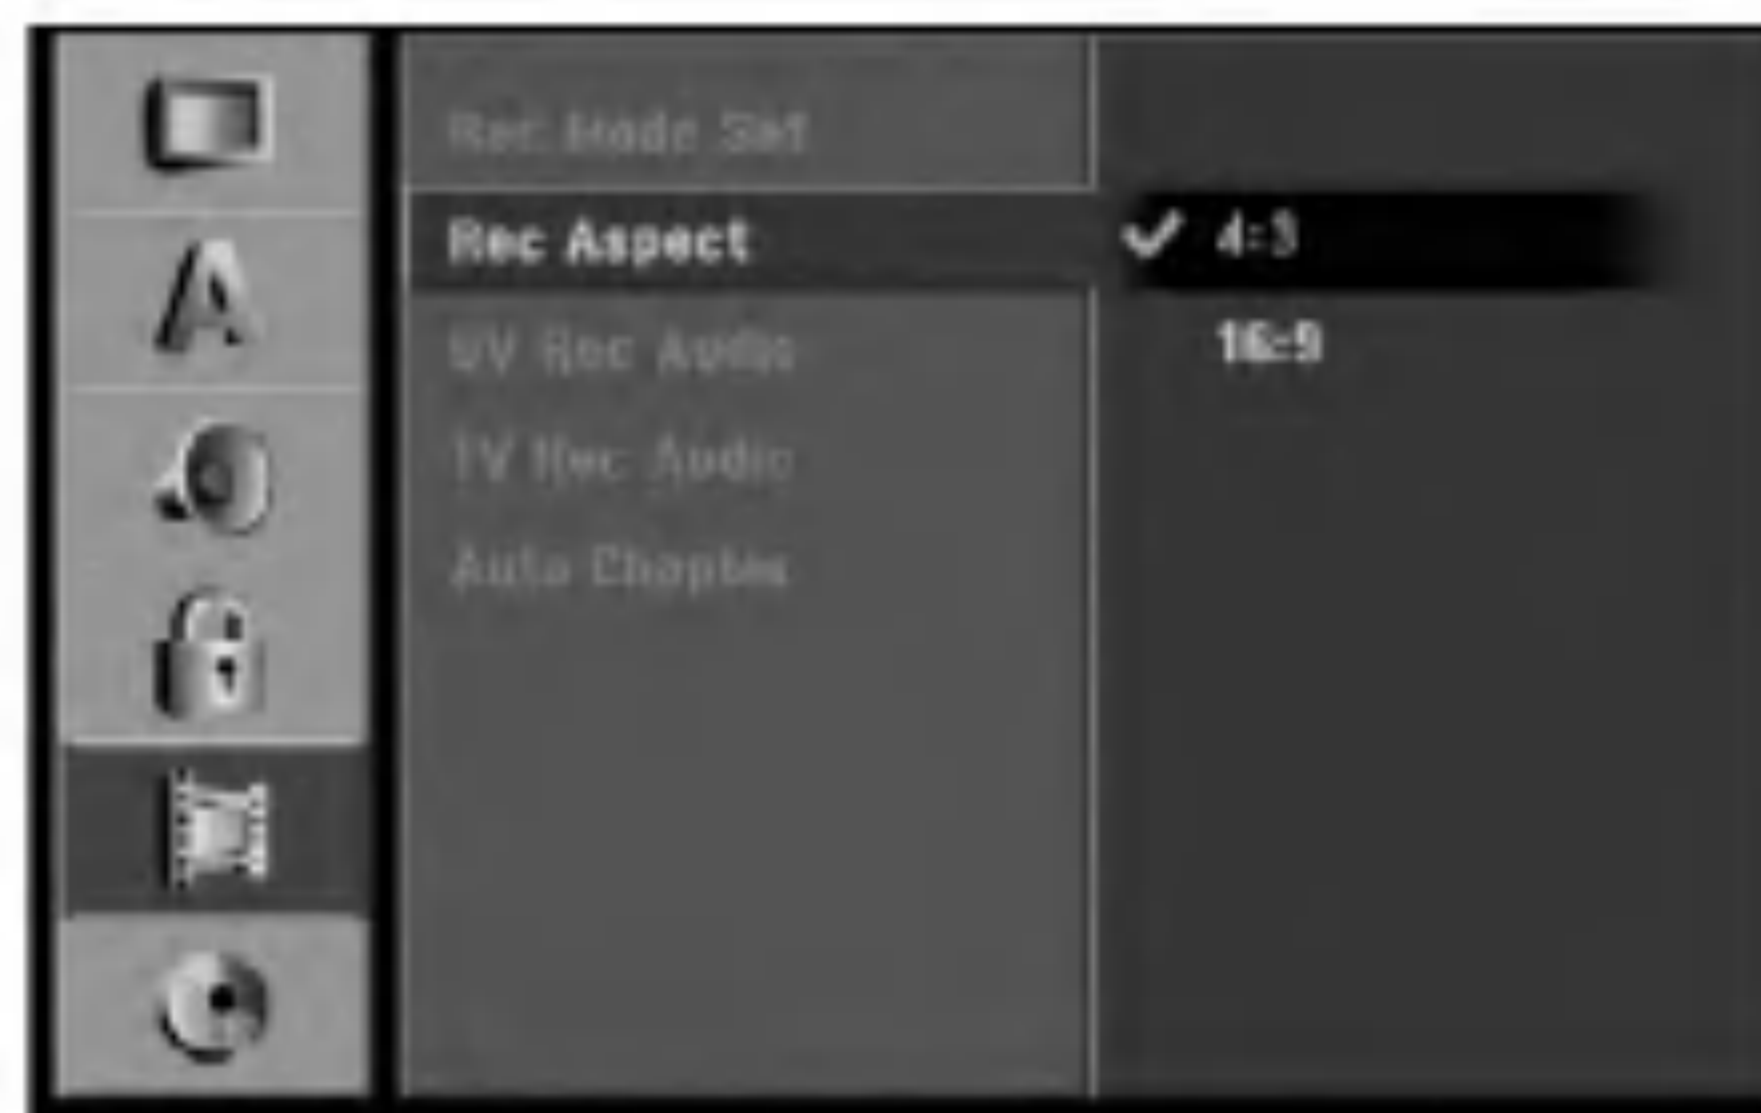 A
Rec Mode Set
Rec Aspect
4:3
16:9
DV Rec Audio
TV Rec Audio
Auto Chapter